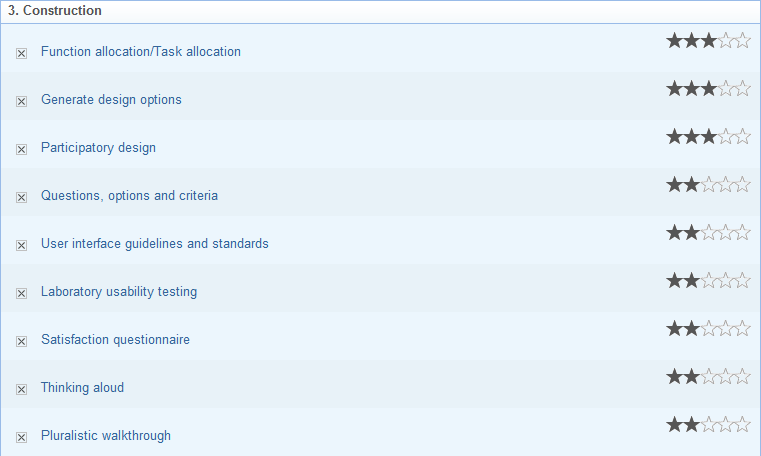 3. Construction
Function allocation/Task allocation
Generate design options
Participatory design
Questions, options and criteria
User interface guidelines and standards
Laboratory usability testing
Satisfaction questionnaire
Thinking aloud
Pluralistic walkthrough